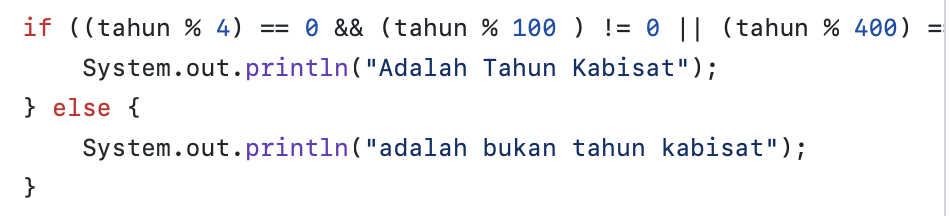 if ((tahun % 4) == 0 && (tahun % 100 ) != 0 || (tahun % 400) =
    System.out.println("Adalah Tahun Kabisat");
} else {
    System.out.println("adalah bukan tahun kabisat");
}